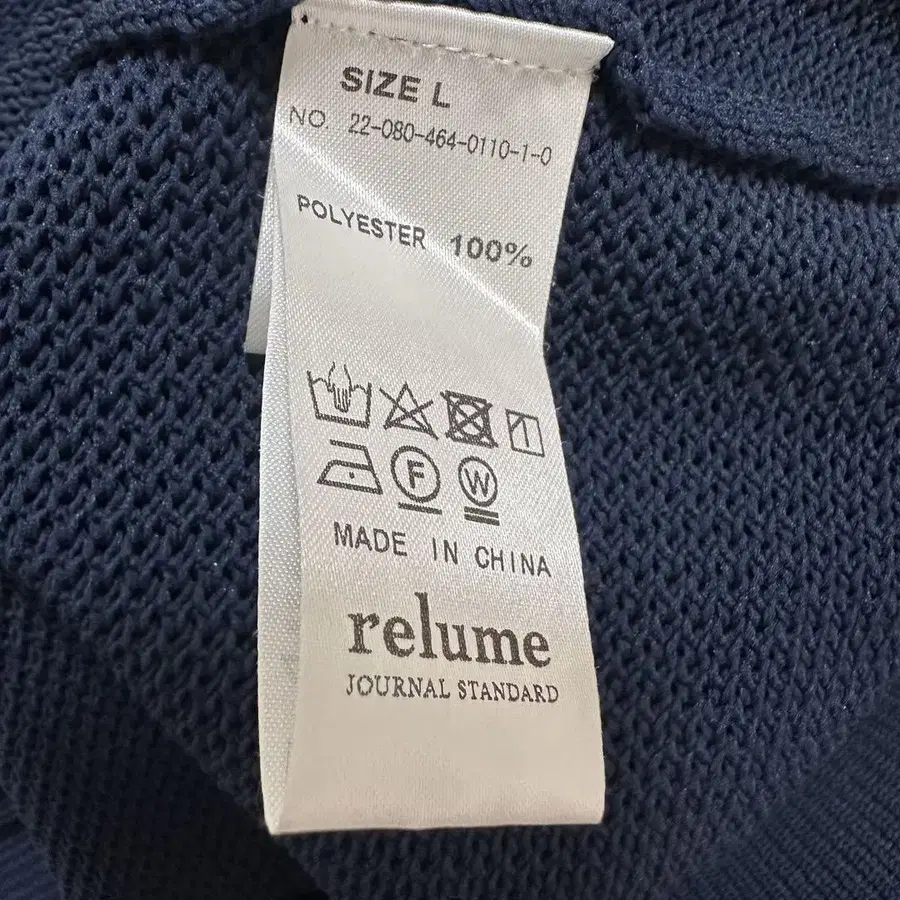 SIZE L
NO. 22-080-464-0110-1-0
POLYESTER 100%
F W
MADE IN CHINA
relume
JOURNAL STANDARD